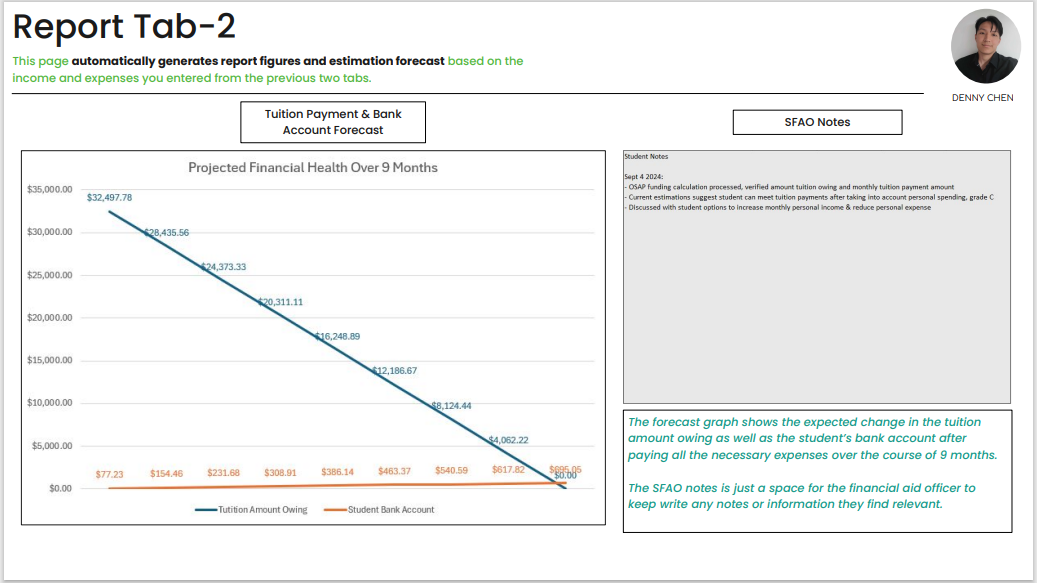 Report Tab-2
This page automatically generates report figures and estimation forecast based on the
income and expenses you entered from the previous two tabs.
DENNY CHEN
Tuition Payment & Bank
Account Forecast
SFAO Notes
Projected Financial Health Over 9 Months
$35,000.00
$30,000.00
$25,000.00
$20,000.00
$15,000.00
$10,000.00
$5,000.00
$0.00
$32,497.78
$28,435.56
$24,373.33
$20,311.11
$16,248.89
$12,186.67
$8,124.44
$4,062.22
$0.00
$77.23
$154.46
$231.68
$308.91
$386.14
$463.37
$540.59
$617.82
$695.05
Tutition Amount Owing
Student Bank Account
Student Notes
Sept 4 2024:
- OSAP funding calculation processed, verified amount tuition owing and monthly tuition payment amount
- Current estimations suggest student can meet tuition payments after taking into account personal spending, grade C
- Discussed with student options to increase monthly personal income & reduce personal expense
The forecast graph shows the expected change in the tuition
amount owing as well as the student's bank account after
paying all the necessary expenses over the course of 9 months.
The SFAO notes is just a space for the financial aid officer to
keep write any notes or information they find relevant.